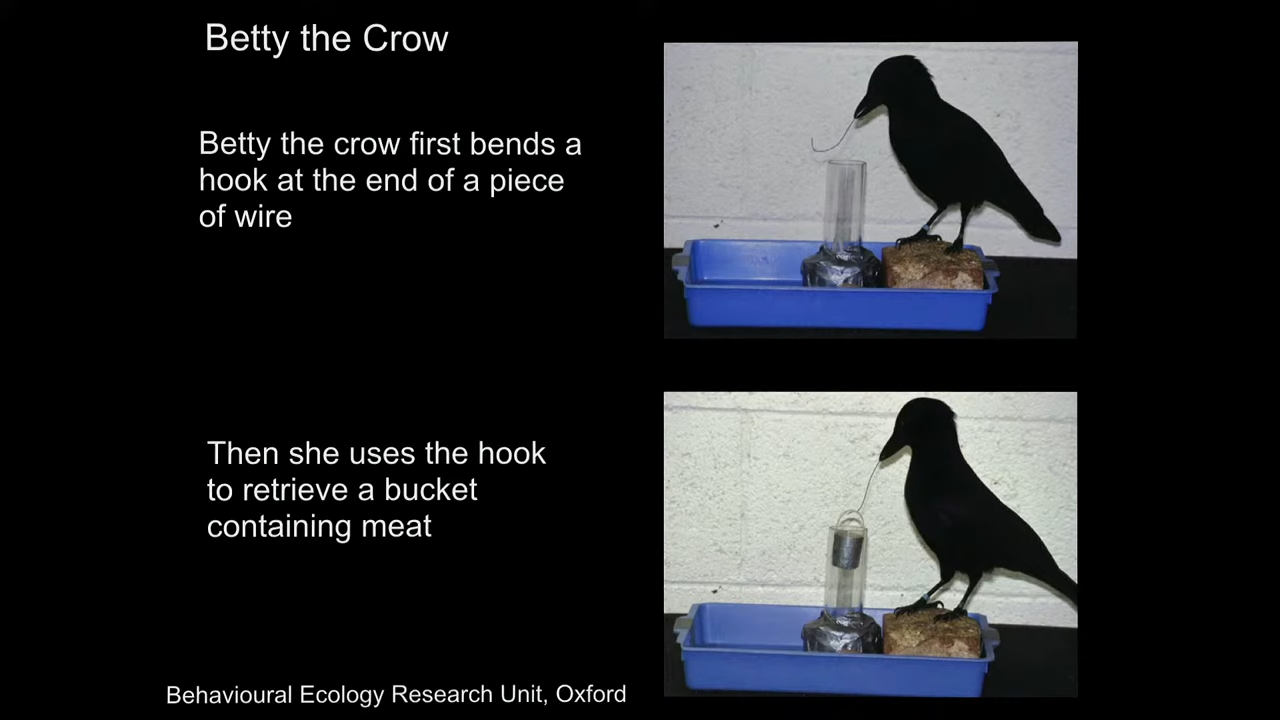 Betty the Crow
Betty the crow first bends a
hook at the end of a piece
of wire
Then she uses the hook
to retrieve a bucket
containing meat
Behavioural Ecology Research Unit, Oxford